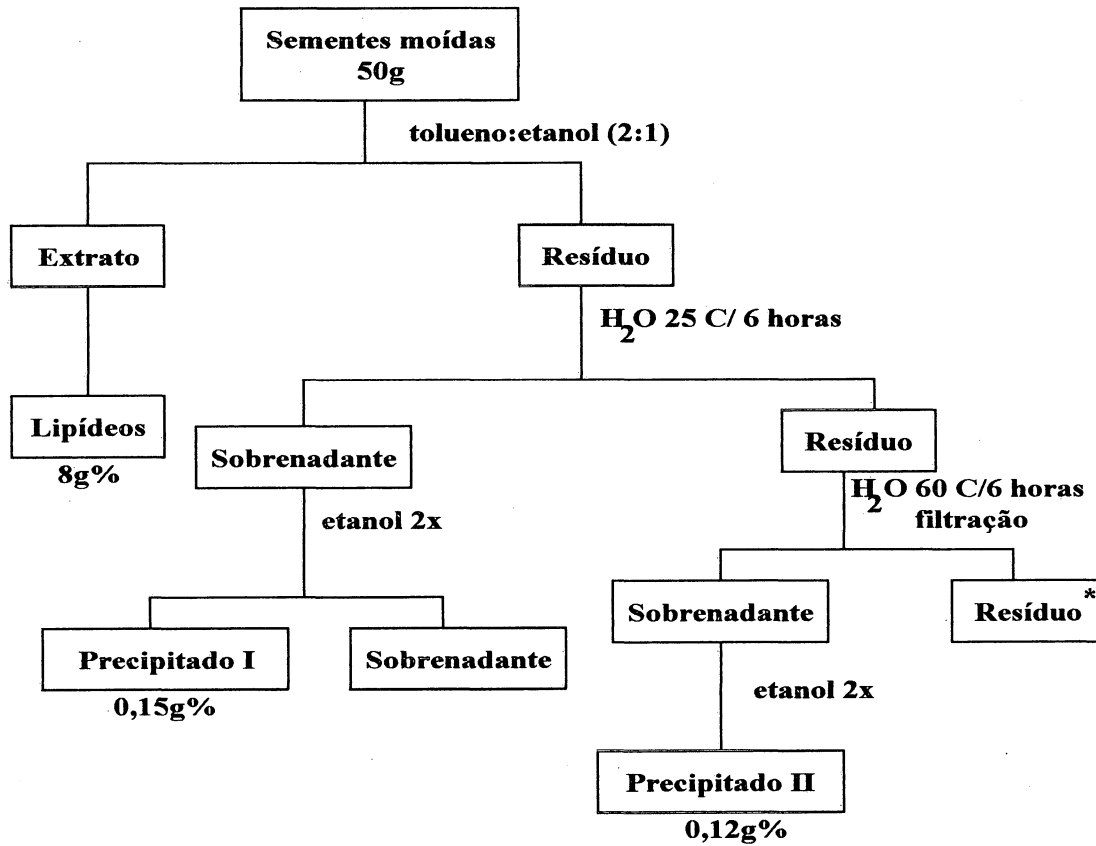 Sementes moídas
50g
tolueno:etanol (2:1)
Extrato
Resíduo
H2O 25 C/ 6 horas
Lipídeos
8g%
Sobrenadante
Resíduo
H2O 60 C/6 horas
filtração
etanol 2x
Sobrenadante
Resíduo*
Precipitado I
0,15g%
Sobrenadante
etanol 2x
Precipitado II
0,12g%